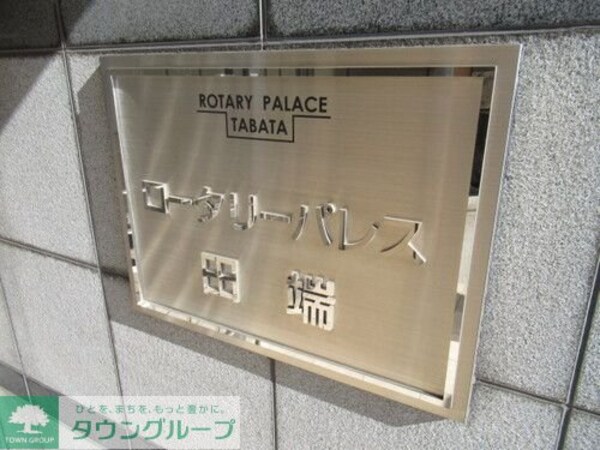 ROTARY PALACE
TABATA
ロータリーパレス
田端
ひとを、まちを、もっと豊かに。
タウングループ
TOWN GROUP